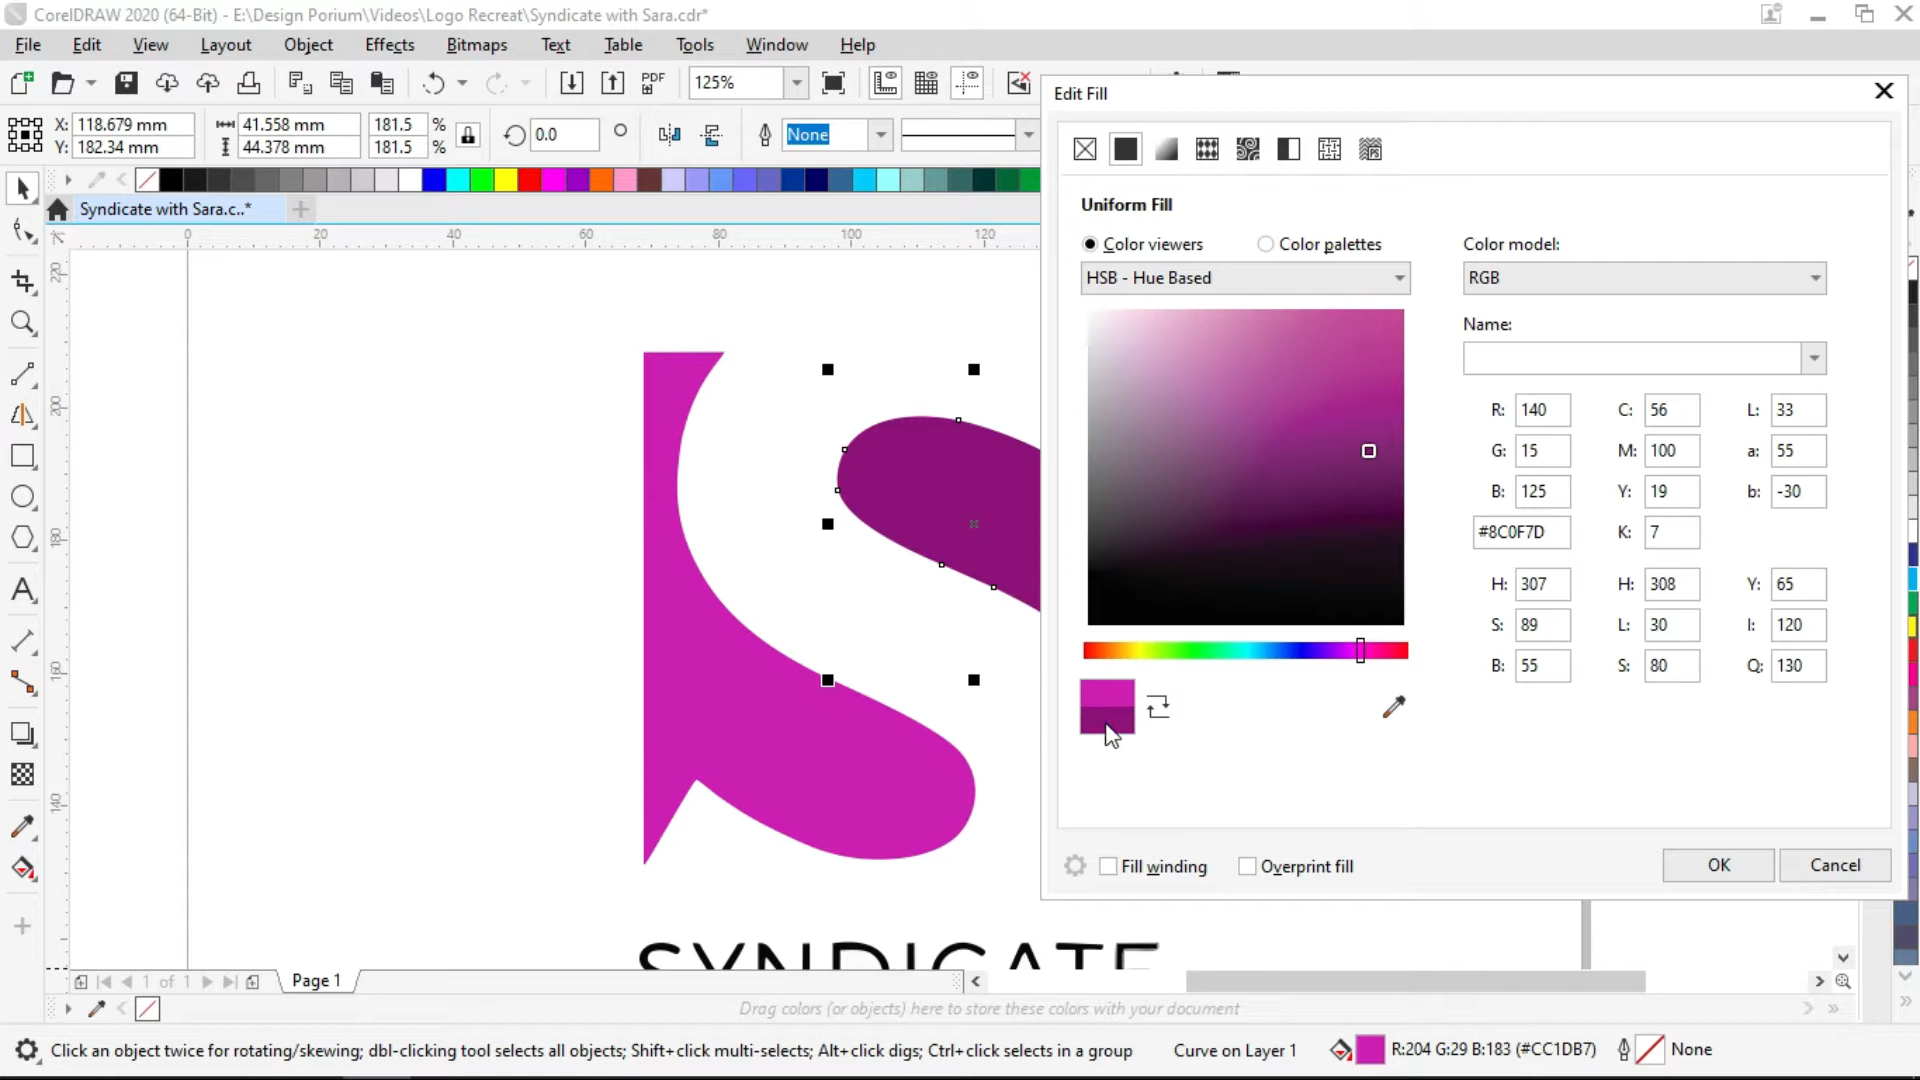 CorelDRAW 2020 (64-Bit) - E:\Design Porium\Videos\Logo Recreat\Syndicate with Sara.cdr*
File Edit View Layout Object Effects Bitmaps Text Table Tools Window Help
PDF 125%
X: 118.679 mm 41.558 mm 181.5 % 0.0 None
Y: 182.34 mm 44.378 mm 181.5 %
Syndicate with Sara.c..*
0 20 40 60 80 100 120
220
200
180
160
140
Edit Fill
Uniform Fill
Color viewers Color palettes Color model:
HSB - Hue Based RGB
Name:
R: 140 C: 56 L: 33
G: 15 M: 100 a: 55
B: 125 Y: 19 b: -30
#8C0F7D K: 7
H: 307 H: 308 Y: 65
S: 89 L: 30 I: 120
B: 55 S: 80 Q: 130
Fill winding Overprint fill OK Cancel
SYNDICATE
1 of 1 Page 1
Drag colors (or objects) here to store these colors with your document
Click an object twice for rotating/skewing; dbl-clicking tool selects all objects; Shift+click multi-selects; Alt+click digs; Ctrl+click selects in a group Curve on Layer 1 R:204 G:29 B:183 (#CC1DB7) None